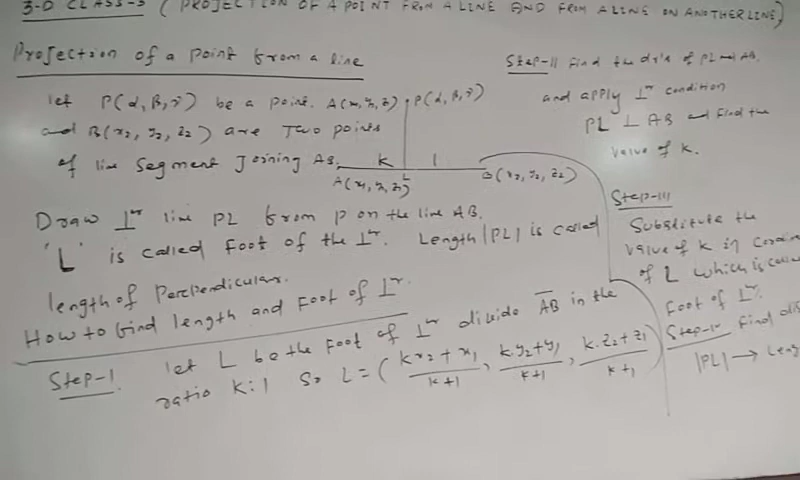 3-D CLASS-3 (PROJECTION OF A POINT FROM A LINE AND FROM A LINE ON ANOTHER LINE)
Projection of a point from a line
let P(α, β, γ) be a point. A(x1, y1, z1)
and B(x2, y2, z2) are Two points
of line segment Joining AB.
P(α, β, γ)
K 1
L
A(x1, y1, z1)
B(x2, y2, z2)
Draw ⊥r line PL from P on the line AB.
'L' is called Foot of the ⊥r. Length |PL| is called
length of Perpendicular.
How to find length and Foot of ⊥r.
Step-1. let L be the Foot of ⊥r divide AB in the
ratio K:1 So L = (kx2+x1/k+1, k.y2+y1/k+1, k.z2+z1/k+1)
Step-II Find the dr's of PL and AB.
and apply ⊥r condition
PL ⊥ AB and Find the
value of K.
Step-III
Substitute the
value of K in
of L which is
Foot of ⊥r.
Step-IV Find
|PL| →